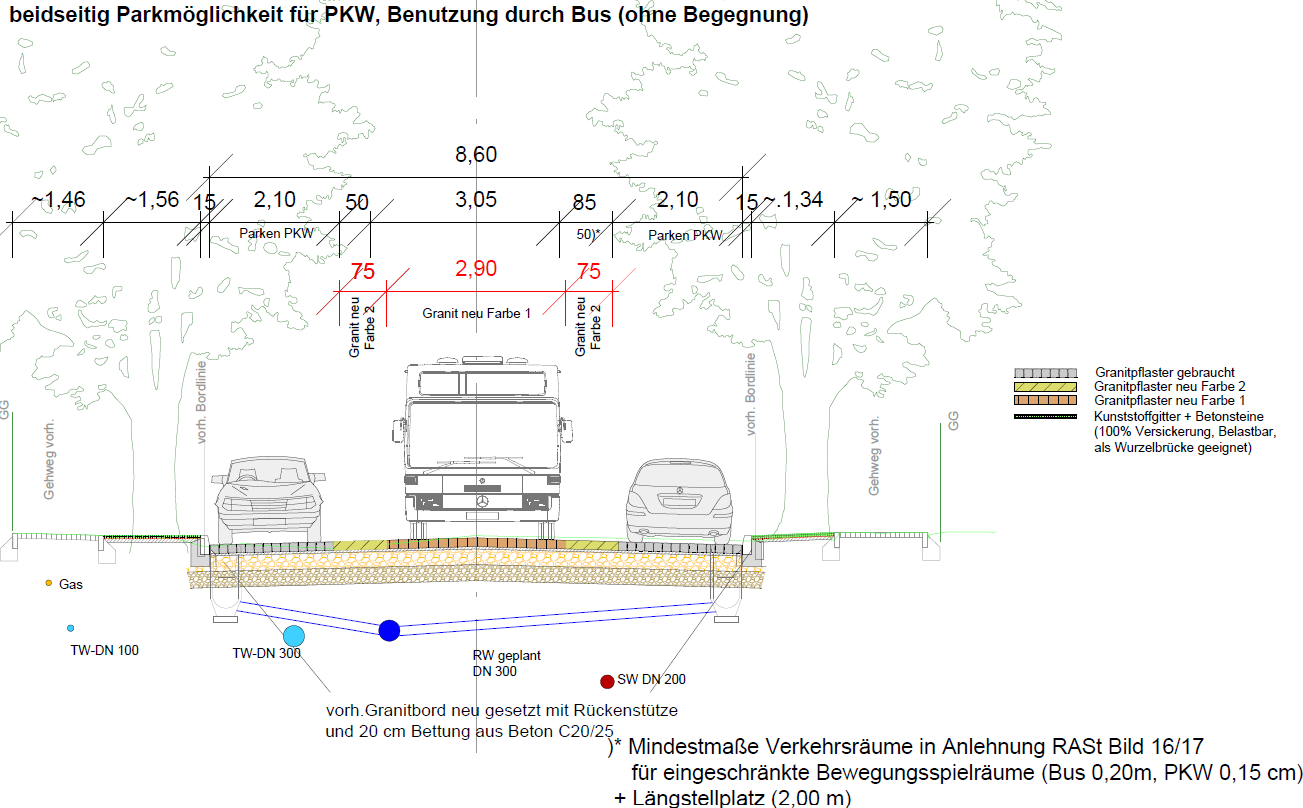 beidseitig Parkmöglichkeit für PKW, Benutzung durch Bus (ohne Begegnung)
8,60
~1,46 ~1,56 15 2,10 50 3,05 85 2,10 15 ~.1,34 ~ 1,50
Parken PKW 50)* Parken PKW
75 2,90 75
Granit neu
Farbe 2
Granit neu Farbe 1
Granit neu
Farbe 2
GG
Gehweg vorh.
vorh. Bordlinie
vorh. Bordlinie
Gehweg vorh.
GG
Granitpflaster gebraucht
Granitpflaster neu Farbe 2
Granitpflaster neu Farbe 1
Kunststoffgitter + Betonsteine
(100% Versickerung, Belastbar,
als Wurzelbrücke geeignet)
Gas
TW-DN 100
TW-DN 300
RW geplant
DN 300
SW DN 200
vorh.Granitbord neu gesetzt mit Rückenstütze
und 20 cm Bettung aus Beton C20/25
)* Mindestmaße Verkehrsräume in Anlehnung RASt Bild 16/17
für eingeschränkte Bewegungsspielräume (Bus 0,20m, PKW 0,15 cm)
+ Längstellplatz (2,00 m)